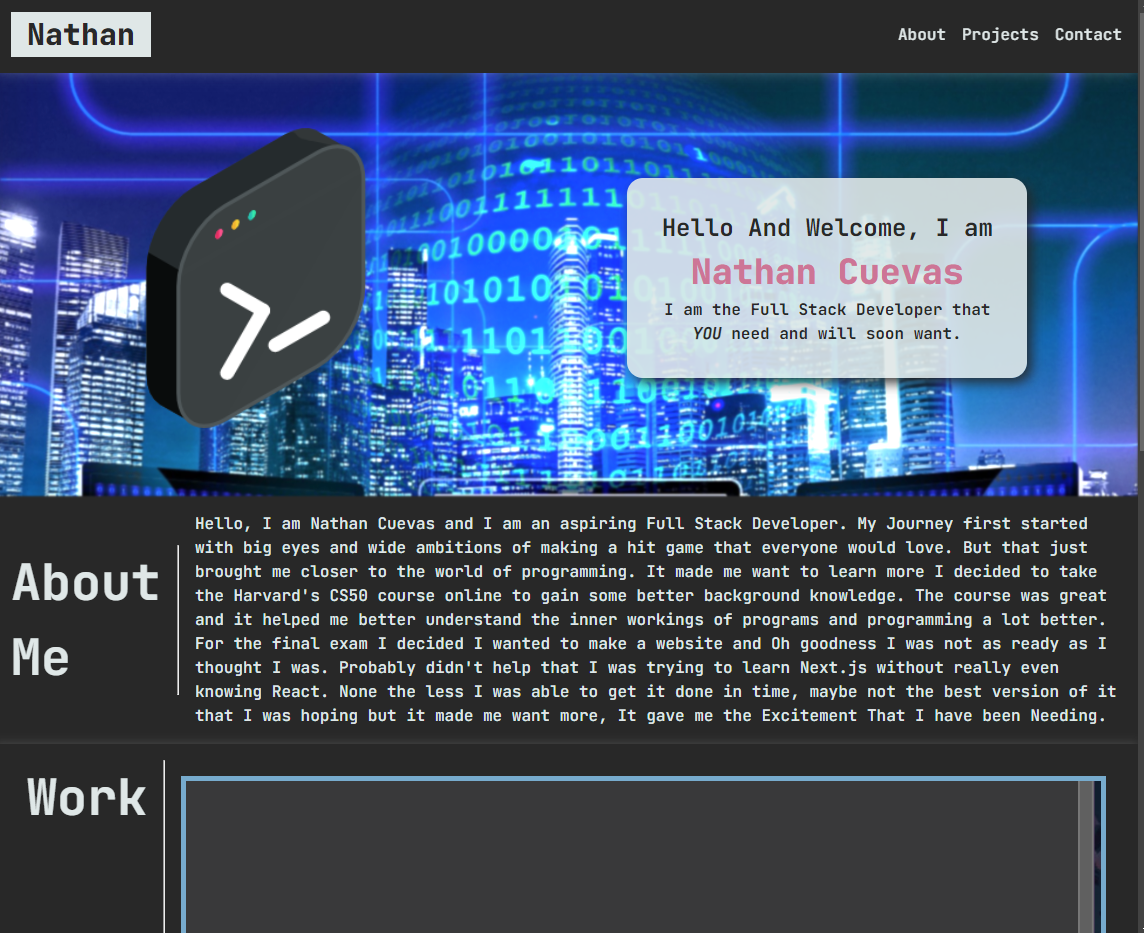 Nathan
About Projects Contact
Hello And Welcome, I am
Nathan Cuevas
I am the Full Stack Developer that
YOU need and will soon want.
About
Me
Hello, I am Nathan Cuevas and I am an aspiring Full Stack Developer. My Journey first started
with big eyes and wide ambitions of making a hit game that everyone would love. But that just
brought me closer to the world of programming. It made me want to learn more I decided to take
the Harvard's CS50 course online to gain some better background knowledge. The course was great
and it helped me better understand the inner workings of programs and programming a lot better.
For the final exam I decided I wanted to make a website and Oh goodness I was not as ready as I
thought I was. Probably didn't help that I was trying to learn Next.js without really even
knowing React. None the less I was able to get it done in time, maybe not the best version of it
that I was hoping but it made me want more, It gave me the Excitement That I have been Needing.
Work